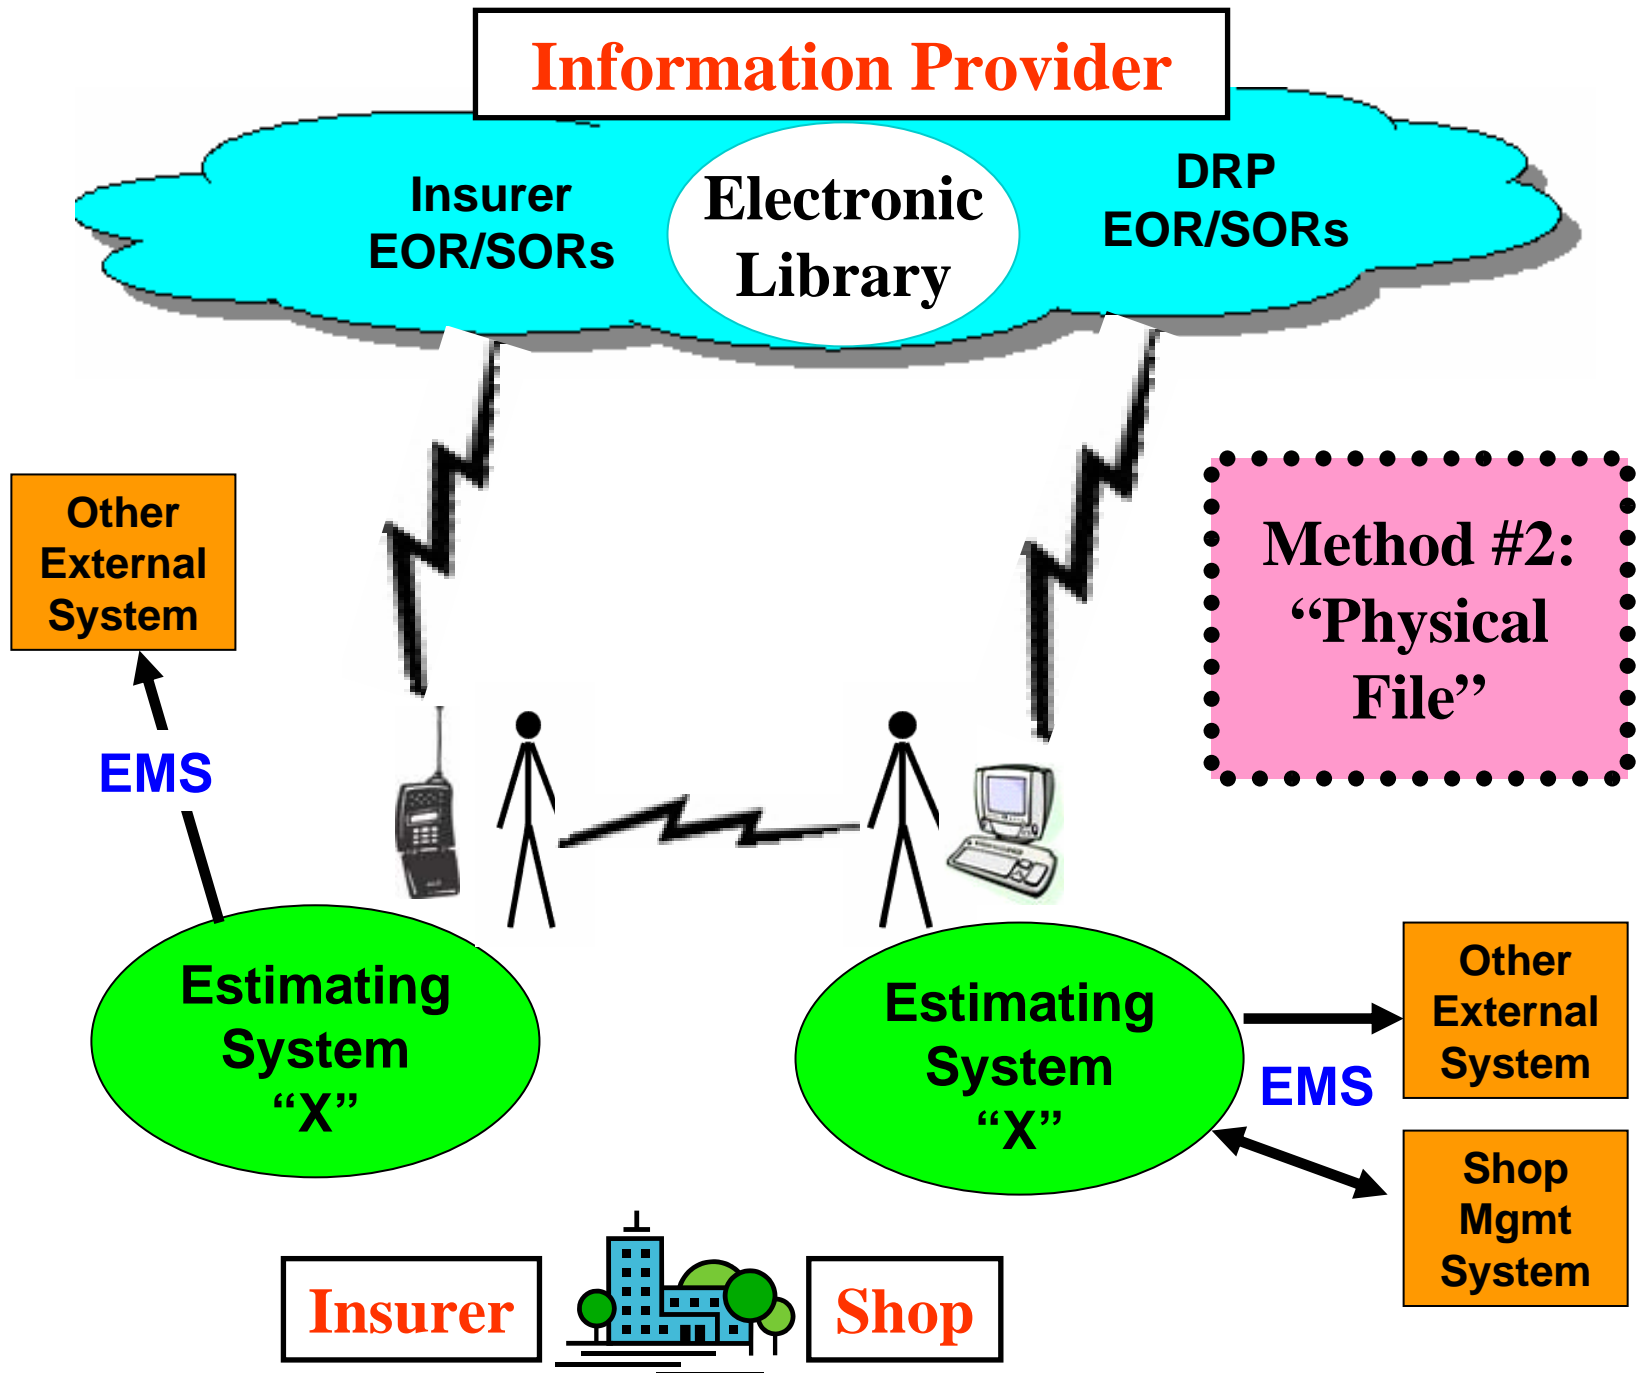 Information Provider
Insurer
EOR/SORs
Electronic
Library
DRP
EOR/SORs
Other
External
System
Method #2:
“Physical
File”
EMS
Estimating
System
“X”
Estimating
System
“X”
Other
External
System
EMS
Shop
Mgmt
System
Insurer
Shop